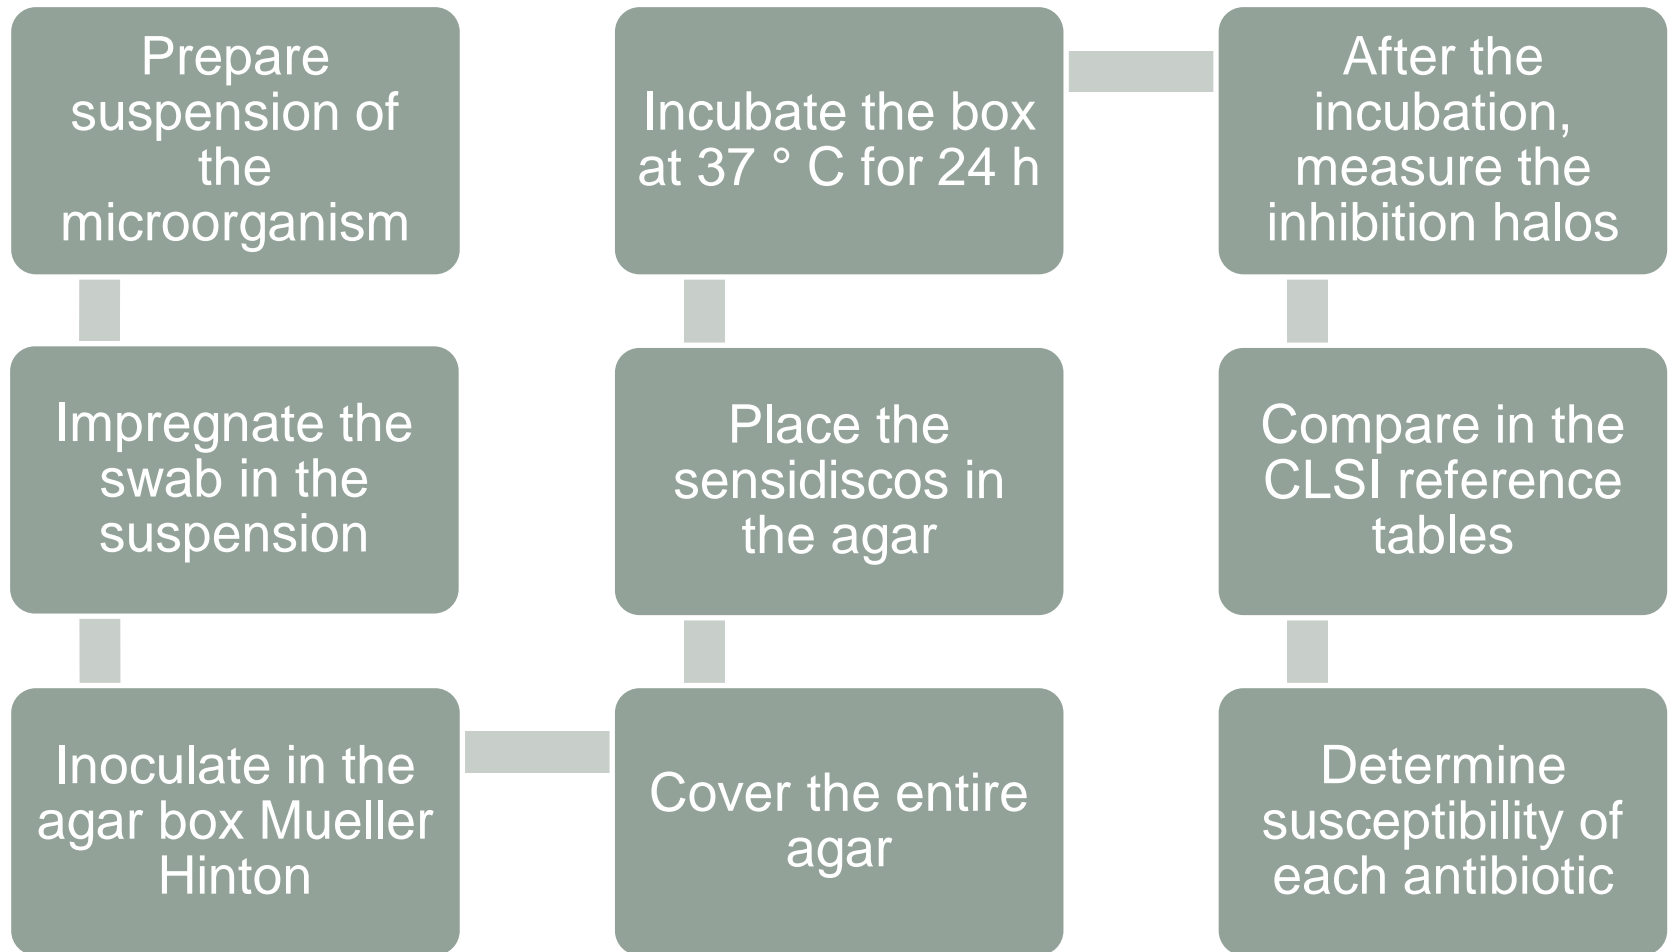 Prepare
suspension of
the
microorganism
Impregnate the
swab in the
suspension
Inoculate in the
agar box Mueller
Hinton
Cover the entire
agar
Place the
sensidiscos in
the agar
Incubate the box
at 37 ° C for 24 h
After the
incubation,
measure the
inhibition halos
Compare in the
CLSI reference
tables
Determine
susceptibility of
each antibiotic